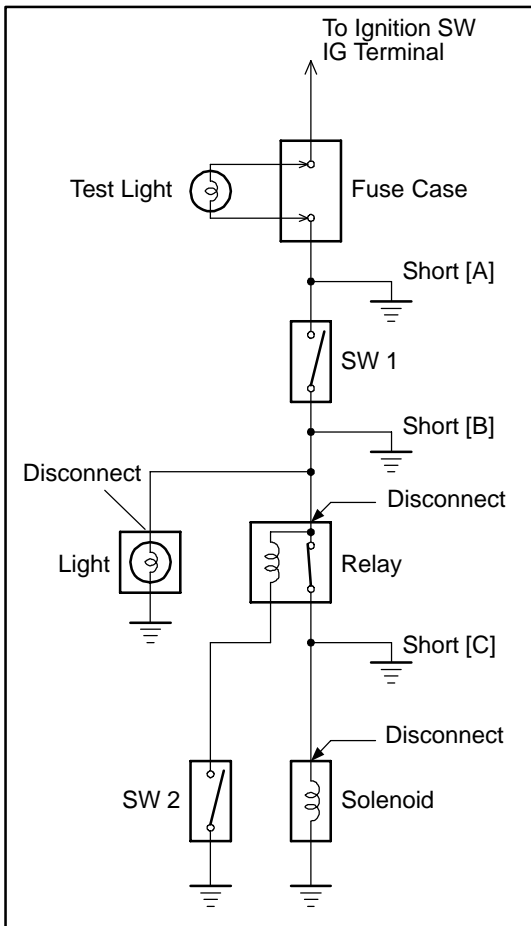 To Ignition SW
IG Terminal
Test Light
Fuse Case
Short [A]
SW 1
Short [B]
Disconnect
Disconnect
Light
Relay
Short [C]
Disconnect
SW 2
Solenoid